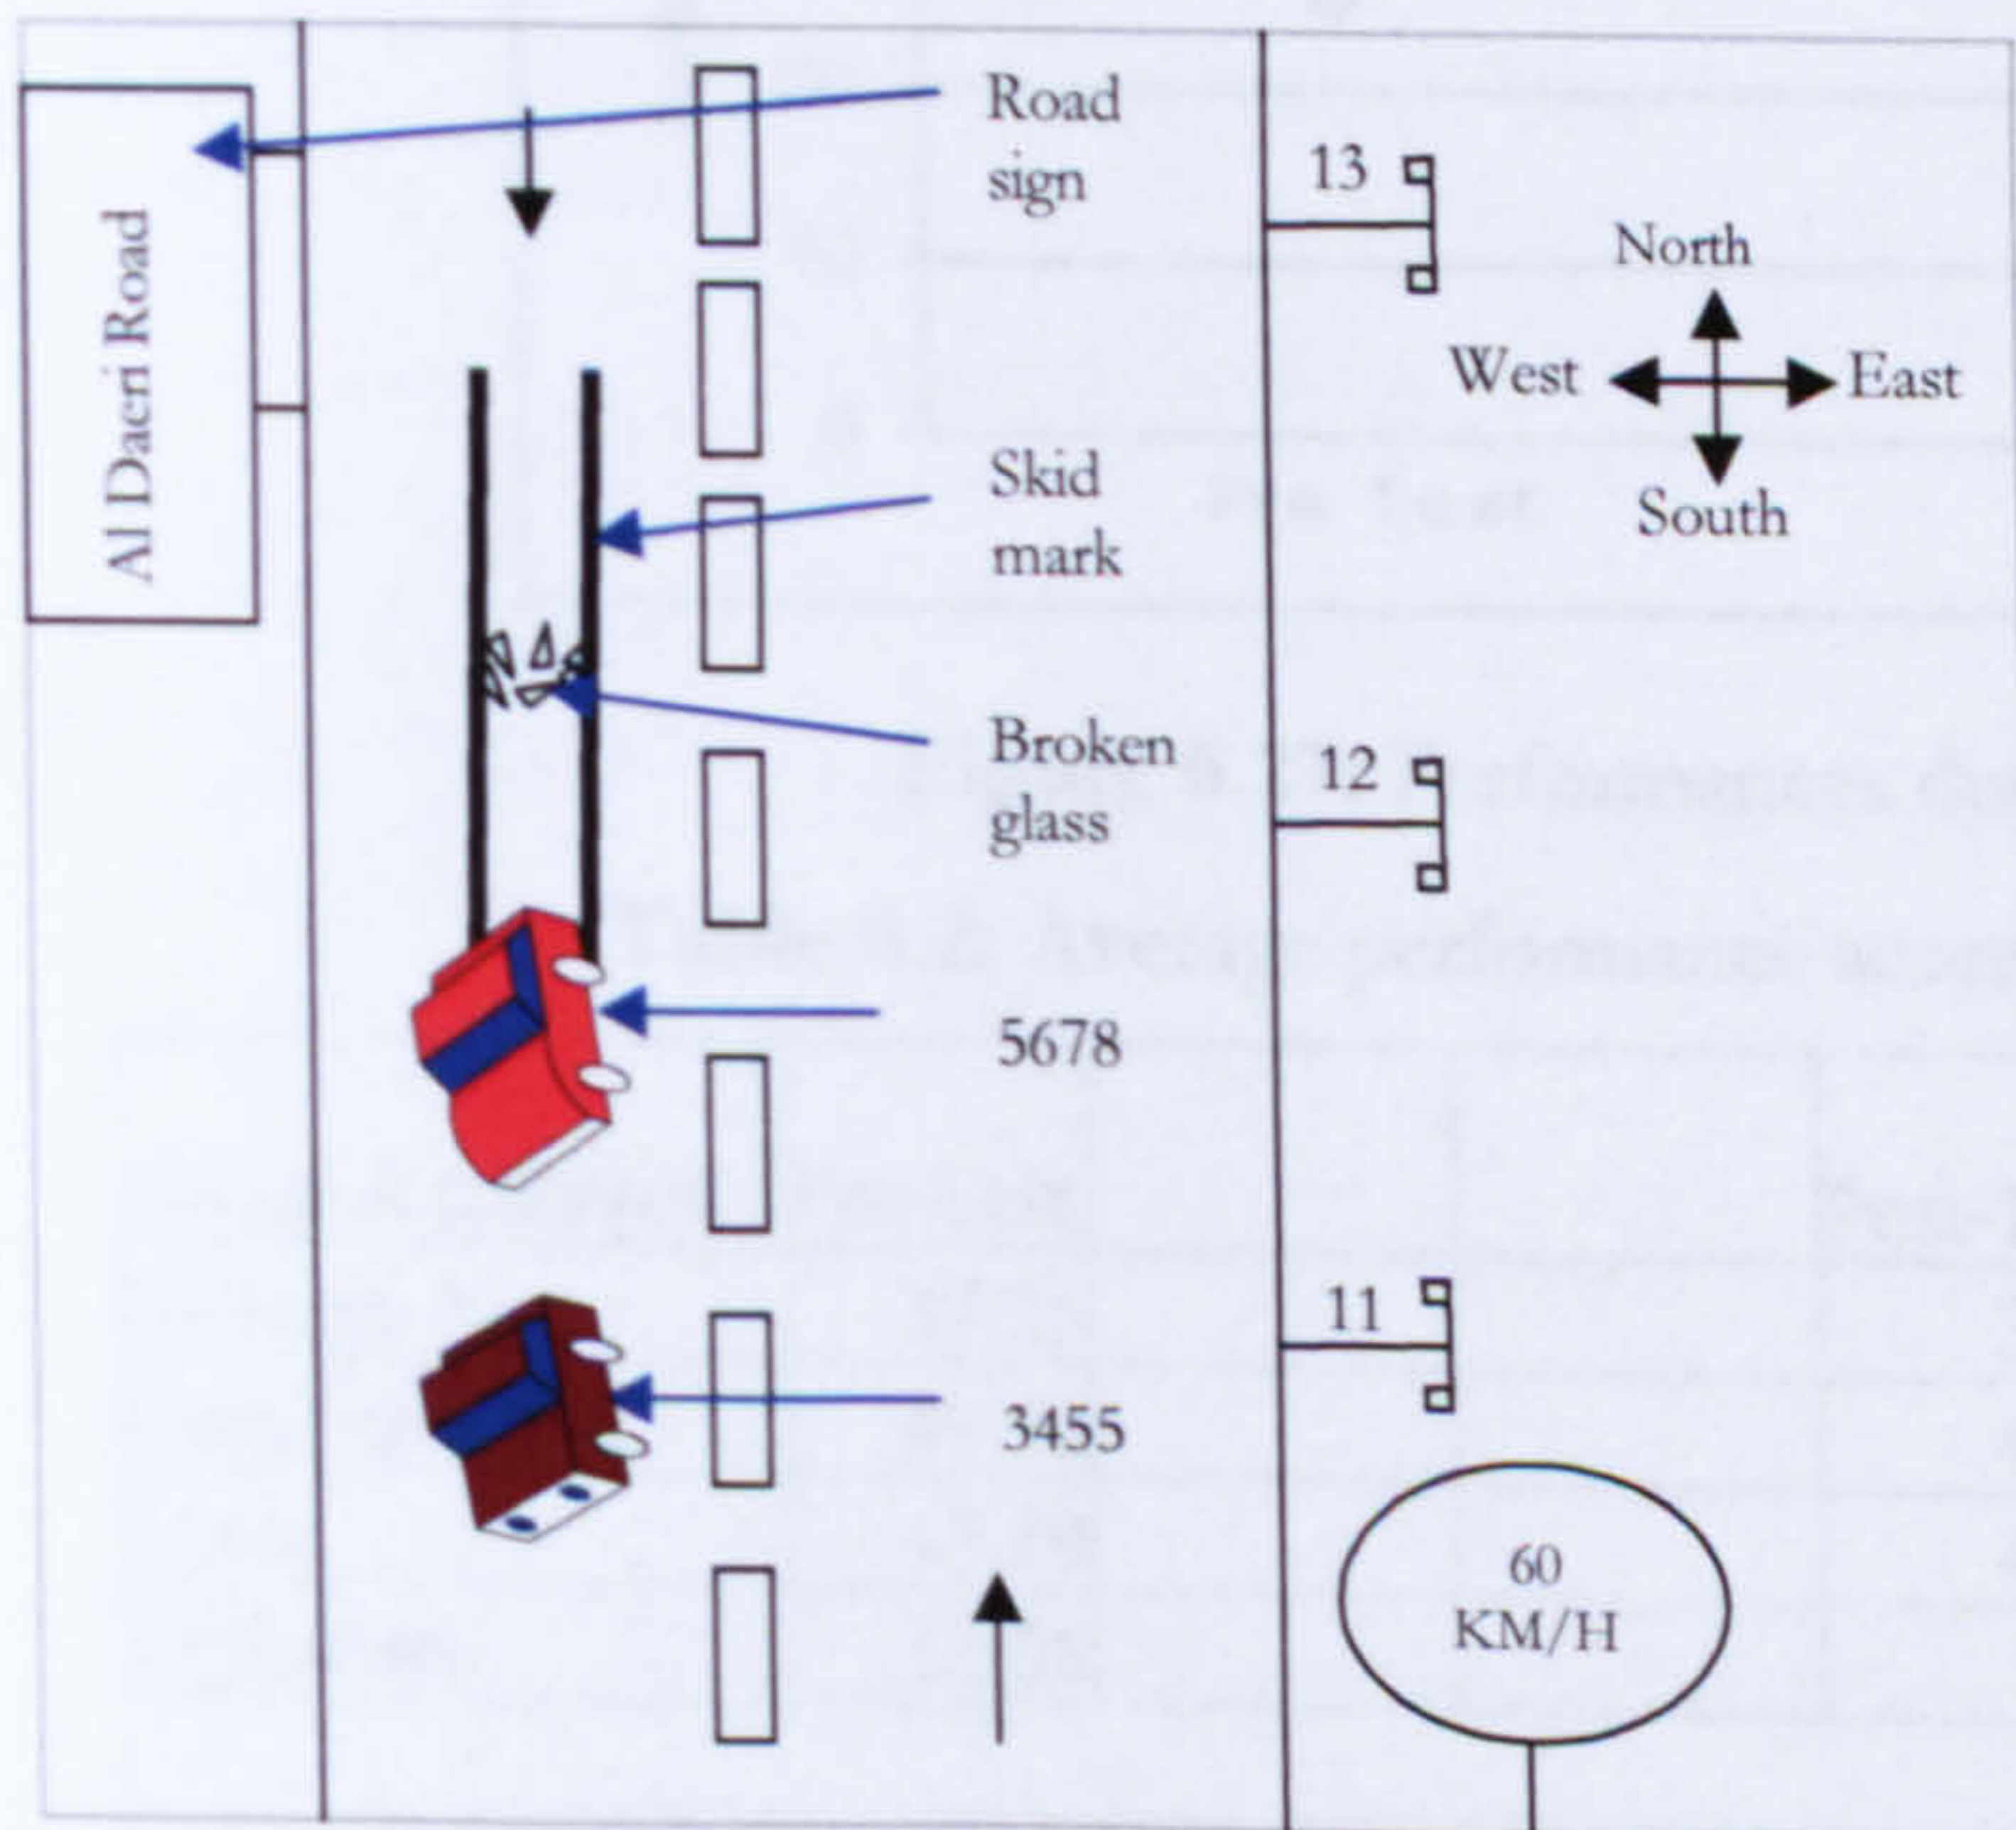 Road
sign
13
North
West
East
South
Al Daeri Road
Skid
mark
Broken
glass
12
5678
11
3455
60
KM/H